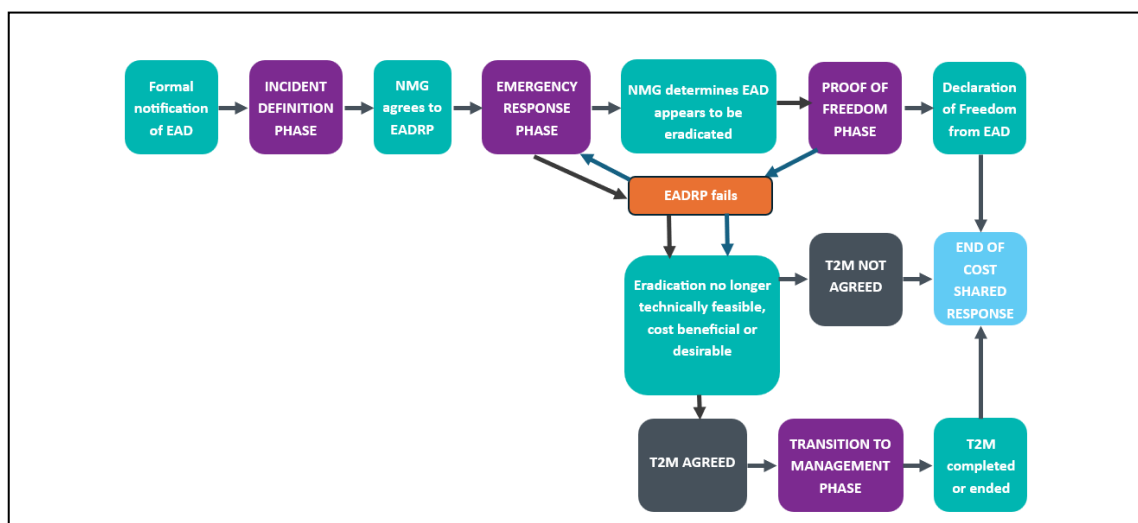 Formal
notification
of EAD
INCIDENT
DEFINITION
PHASE
NMG
agrees to
EADRP
EMERGENCY
RESPONSE
PHASE
NMG determines EAD
appears to be
eradicated
PROOF OF
FREEDOM
PHASE
Declaration
of Freedom
from EAD
EADRP fails
Eradication no longer
technically feasible,
cost beneficial or
desirable
T2M NOT
AGREED
END OF
COST
SHARED
RESPONSE
T2M AGREED
TRANSITION TO
MANAGEMENT
PHASE
T2M
completed
or ended